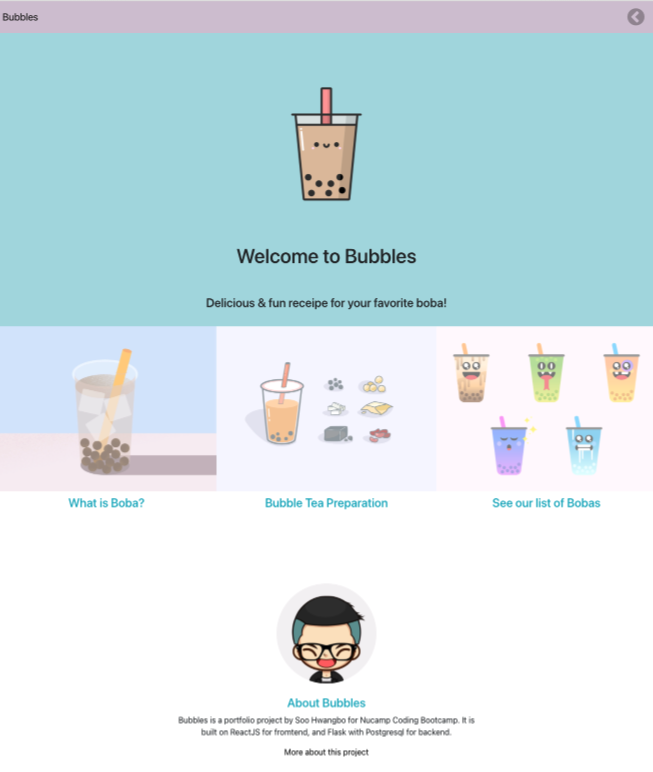 Bubbles
Welcome to Bubbles
Delicious & fun receipe for your favorite boba!
What is Boba?
Bubble Tea Preparation
See our list of Bobas
About Bubbles
Bubbles is a portfolio project by Soo Hwangbo for Nucamp Coding Bootcamp. It is
built on ReactJS for fromtend, and Flask with Postgresql for backend.
More about this project